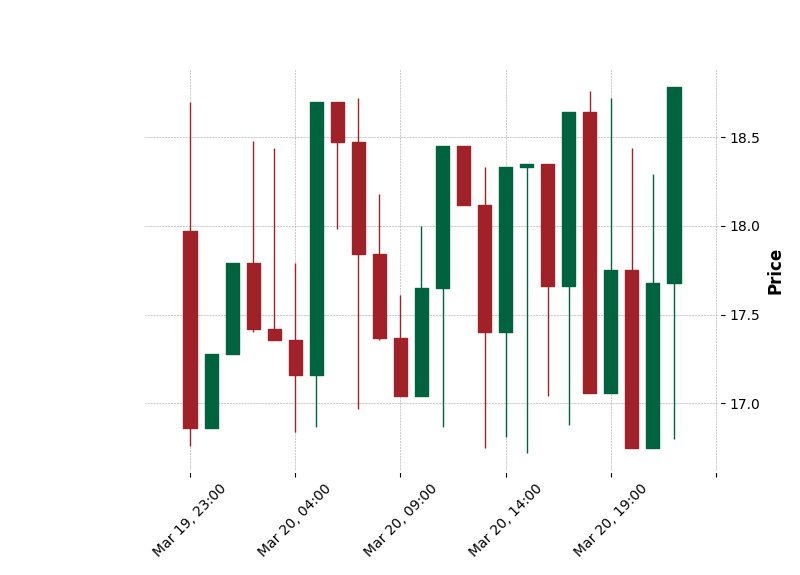 18.5
18.0
17.5
17.0
Price
Mar 19, 23:00
Mar 20, 04:00
Mar 20, 09:00
Mar 20, 14:00
Mar 20, 19:00